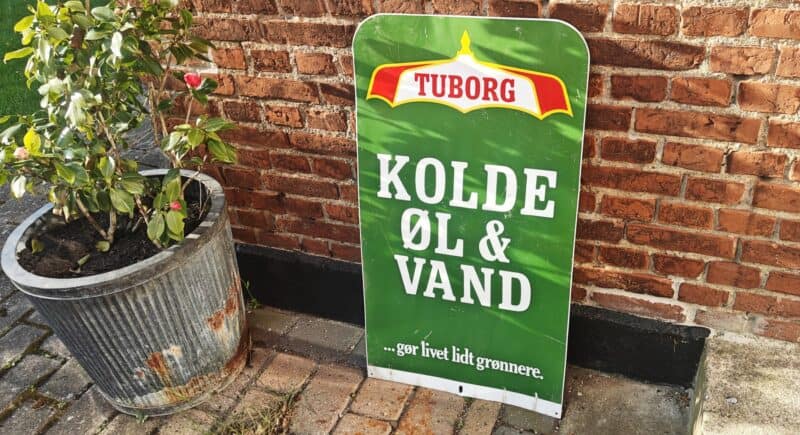 TUBORG
KOLDE
ØL &
VAND
...gør livet lidt grønnere.